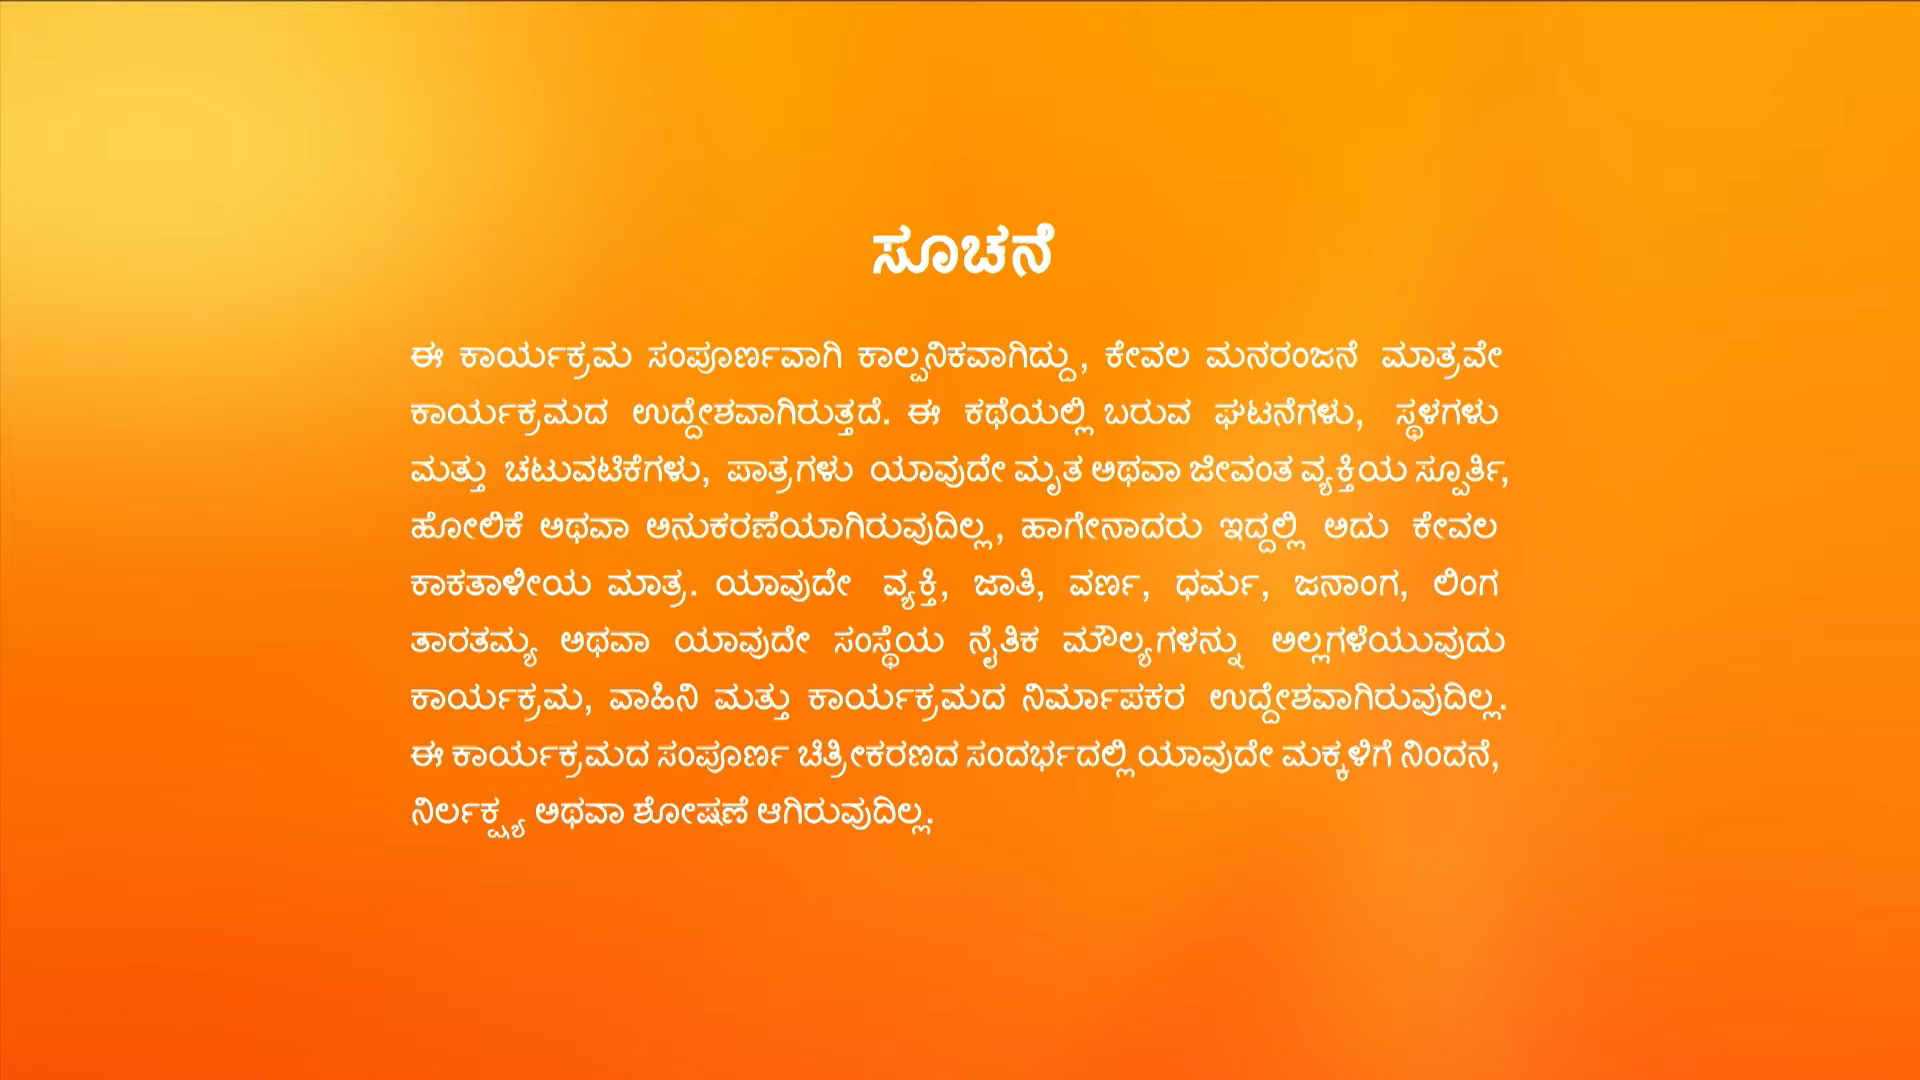 ಸೂಚನೆ
ಈ ಕಾರ್ಯಕ್ರಮ ಸಂಪೂರ್ಣವಾಗಿ ಕಾಲ್ಪನಿಕವಾಗಿದ್ದು, ಕೇವಲ ಮನರಂಜನೆ ಮಾತ್ರವೇ
ಕಾರ್ಯಕ್ರಮದ ಉದ್ದೇಶವಾಗಿರುತ್ತದೆ. ಈ ಕಥೆಯಲ್ಲಿ ಬರುವ ಘಟನೆಗಳು, ಸ್ಥಳಗಳು
ಮತ್ತು ಚಟುವಟಿಕೆಗಳು, ಪಾತ್ರಗಳು ಯಾವುದೇ ಮೃತ ಅಥವಾ ಜೀವಂತ ವ್ಯಕ್ತಿಯ ಸ್ಪೂರ್ತಿ,
ಹೋಲಿಕೆ ಅಥವಾ ಅನುಕರಣೆಯಾಗಿರುವುದಿಲ್ಲ, ಹಾಗೇನಾದರು ಇದ್ದಲ್ಲಿ ಅದು ಕೇವಲ
ಕಾಕತಾಳೀಯ ಮಾತ್ರ. ಯಾವುದೇ ವ್ಯಕ್ತಿ, ಜಾತಿ, ವರ್ಣ, ಧರ್ಮ, ಜನಾಂಗ, ಲಿಂಗ
ತಾರತಮ್ಯ ಅಥವಾ ಯಾವುದೇ ಸಂಸ್ಥೆಯ ನೈತಿಕ ಮೌಲ್ಯಗಳನ್ನು ಅಲ್ಲಗಳೆಯುವುದು
ಕಾರ್ಯಕ್ರಮ, ವಾಹಿನಿ ಮತ್ತು ಕಾರ್ಯಕ್ರಮದ ನಿರ್ಮಾಪಕರ ಉದ್ದೇಶವಾಗಿರುವುದಿಲ್ಲ.
ಈ ಕಾರ್ಯಕ್ರಮದ ಸಂಪೂರ್ಣ ಚಿತ್ರೀಕರಣದ ಸಂದರ್ಭದಲ್ಲಿ ಯಾವುದೇ ಮಕ್ಕಳಿಗೆ ನಿಂದನೆ,
ನಿರ್ಲಕ್ಷ್ಯ ಅಥವಾ ಶೋಷಣೆ ಆಗಿರುವುದಿಲ್ಲ.